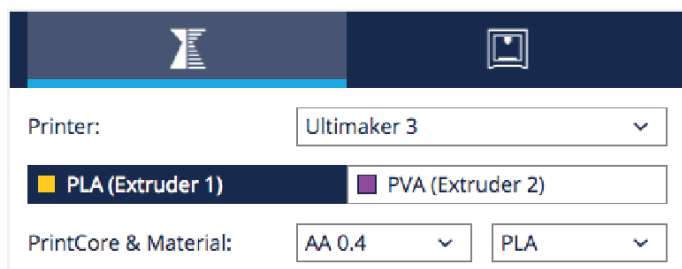 Printer: Ultimaker 3
PLA (Extruder 1) PVA (Extruder 2)
PrintCore & Material: AA 0.4 PLA